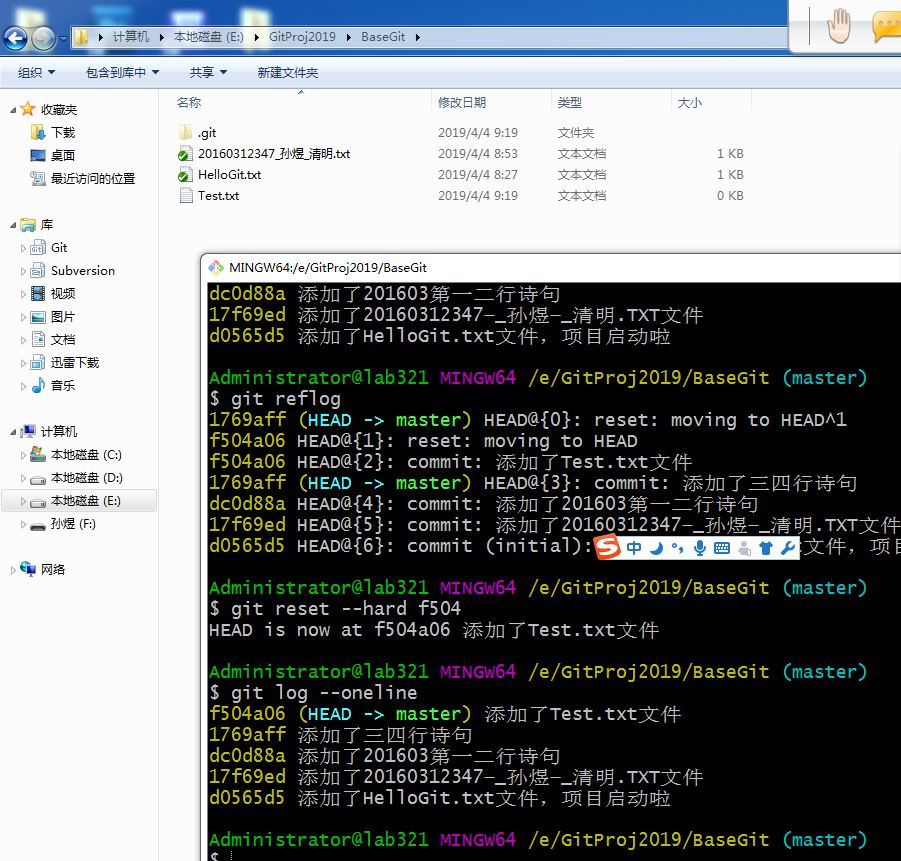 计算机 本地磁盘 (E:) GitProj2019 BaseGit
组织 包含到库中 共享 新建文件夹
名称 修改日期 类型 大小
收藏夹
下载
桌面
最近访问的位置
库
Git
Subversion
视频
图片
文档
迅雷下载
音乐
计算机
本地磁盘 (C:)
本地磁盘 (D:)
本地磁盘 (E:)
孙煜 (F:)
网络
.git 2019/4/4 9:19 文件夹
20160312347_孙煜_清明.txt 2019/4/4 8:53 文本文档 1 KB
HelloGit.txt 2019/4/4 8:27 文本文档 1 KB
Test.txt 2019/4/4 9:19 文本文档 0 KB
MINGW64:/e/GitProj2019/BaseGit
dc0d88a 添加了201603第一二行诗句
17f69ed 添加了20160312347-_孙煜-_清明.TXT文件
d0565d5 添加了HelloGit.txt文件，项目启动啦
Administrator@lab321 MINGW64 /e/GitProj2019/BaseGit (master)
$ git reflog
1769aff (HEAD -> master) HEAD@{0}: reset: moving to HEAD^1
f504a06 HEAD@{1}: reset: moving to HEAD
f504a06 HEAD@{2}: commit: 添加了Test.txt文件
1769aff (HEAD -> master) HEAD@{3}: commit: 添加了三四行诗句
dc0d88a HEAD@{4}: commit: 添加了201603第一二行诗句
17f69ed HEAD@{5}: commit: 添加了20160312347-_孙煜-_清明.TXT文件
d0565d5 HEAD@{6}: commit (initial): 中 文件，项
Administrator@lab321 MINGW64 /e/GitProj2019/BaseGit (master)
$ git reset --hard f504
HEAD is now at f504a06 添加了Test.txt文件
Administrator@lab321 MINGW64 /e/GitProj2019/BaseGit (master)
$ git log --oneline
f504a06 (HEAD -> master) 添加了Test.txt文件
1769aff 添加了三四行诗句
dc0d88a 添加了201603第一二行诗句
17f69ed 添加了20160312347-_孙煜-_清明.TXT文件
d0565d5 添加了HelloGit.txt文件，项目启动啦
Administrator@lab321 MINGW64 /e/GitProj2019/BaseGit (master)
$